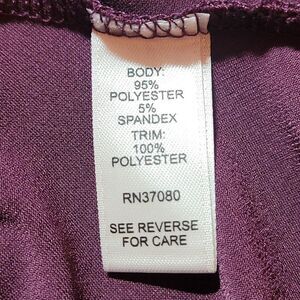 BODY:
95%
POLYESTER
5%
SPANDEX
TRIM:
100%
POLYESTER
RN37080
SEE REVERSE
FOR CARE